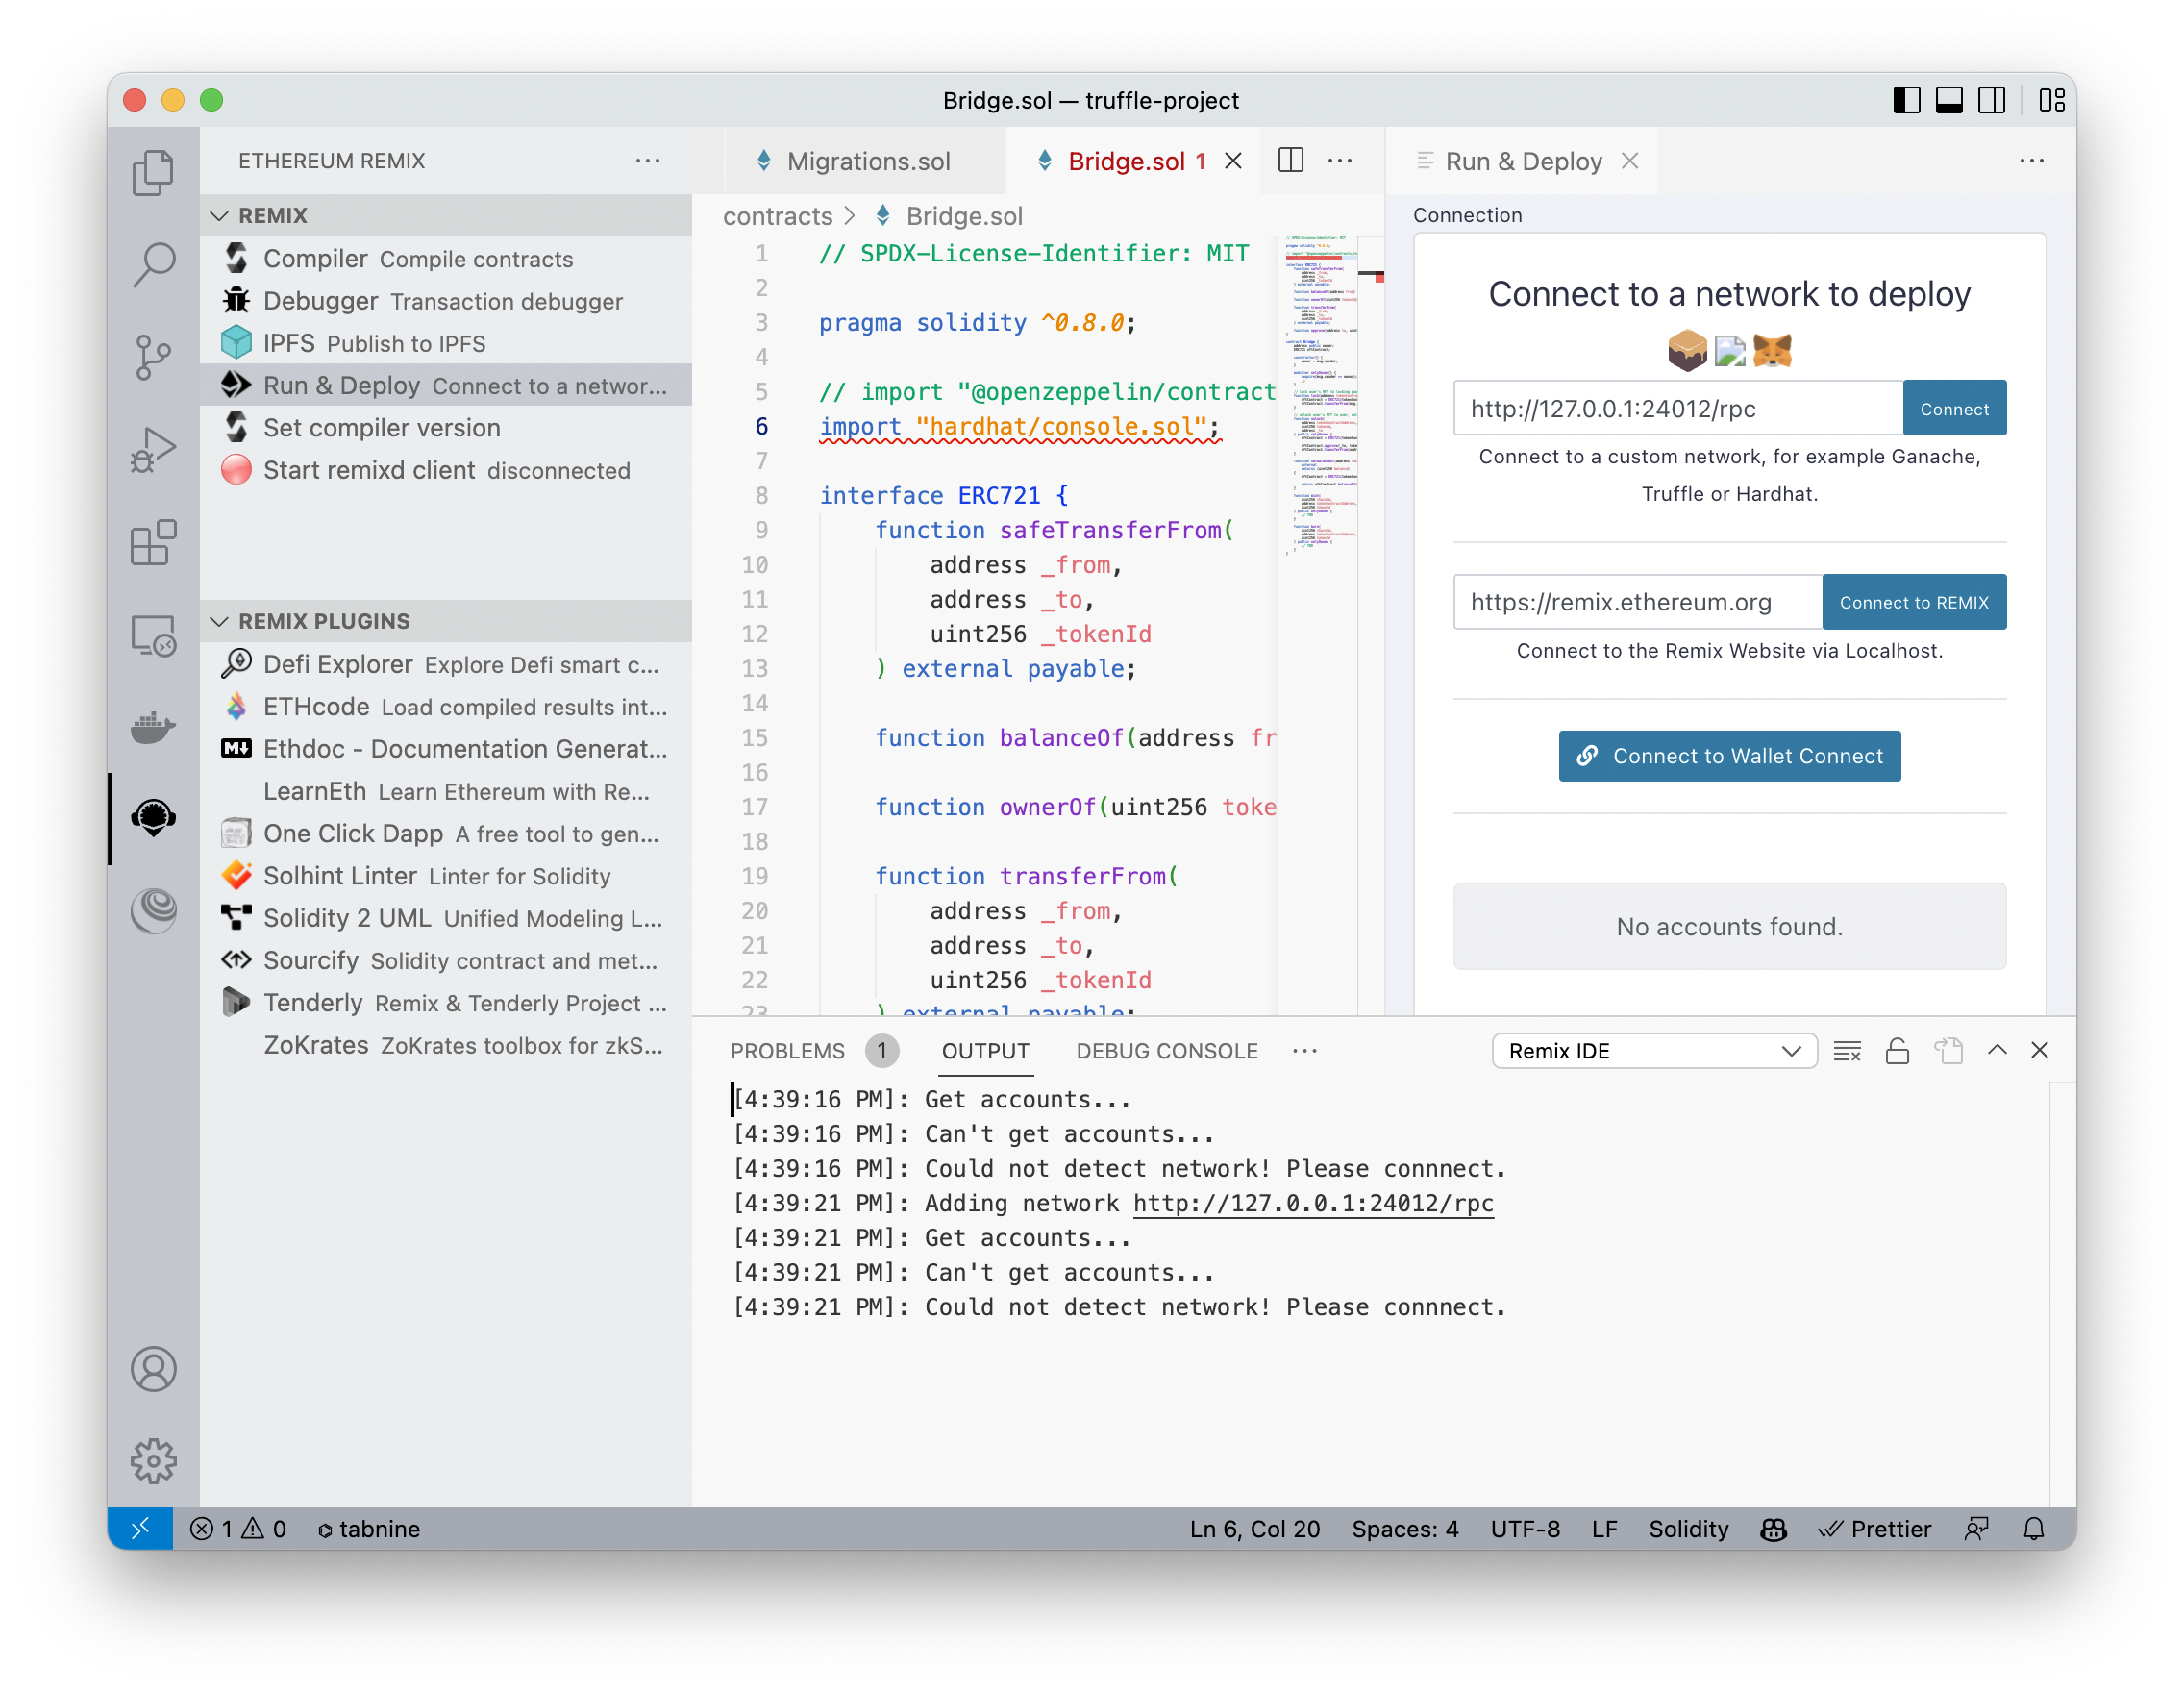 Bridge.sol — truffle-project
ETHEREUM REMIX
REMIX
Compiler Compile contracts
Debugger Transaction debugger
IPFS Publish to IPFS
Run & Deploy Connect to a networ...
Set compiler version
Start remixd client disconnected
REMIX PLUGINS
Defi Explorer Explore Defi smart c...
ETHcode Load compiled results int...
M Ethdoc - Documentation Generat...
LearnEth Learn Ethereum with Re...
One Click Dapp A free tool to gen...
Solhint Linter Linter for Solidity
Solidity 2 UML Unified Modeling L...
Sourcify Solidity contract and met...
Tenderly Remix & Tenderly Project ...
ZoKrates ZoKrates toolbox for zkS...
Migrations.sol
Bridge.sol 1
contracts > Bridge.sol
1 // SPDX-License-Identifier: MIT
2
3 pragma solidity ^0.8.0;
4
5 // import "@openzeppelin/contract
6 import "hardhat/console.sol";
7
8 interface ERC721 {
9 function safeTransferFrom(
10 address _from,
11 address _to,
12 uint256 _tokenId
13 ) external payable;
14
15 function balanceOf(address fr
16
17 function ownerOf(uint256 toke
18
19 function transferFrom(
20 address _from,
21 address _to,
22 uint256 _tokenId
23 ) external payable;
Run & Deploy
Connection
Connect to a network to deploy
http://127.0.0.1:24012/rpc Connect
Connect to a custom network, for example Ganache,
Truffle or Hardhat.
https://remix.ethereum.org Connect to REMIX
Connect to the Remix Website via Localhost.
Connect to Wallet Connect
No accounts found.
PROBLEMS 1 OUTPUT DEBUG CONSOLE ... Remix IDE
[4:39:16 PM]: Get accounts...
[4:39:16 PM]: Can't get accounts...
[4:39:16 PM]: Could not detect network! Please connnect.
[4:39:21 PM]: Adding network http://127.0.0.1:24012/rpc
[4:39:21 PM]: Get accounts...
[4:39:21 PM]: Can't get accounts...
[4:39:21 PM]: Could not detect network! Please connnect.
1 0 tabnine Ln 6, Col 20 Spaces: 4 UTF-8 LF Solidity Prettier